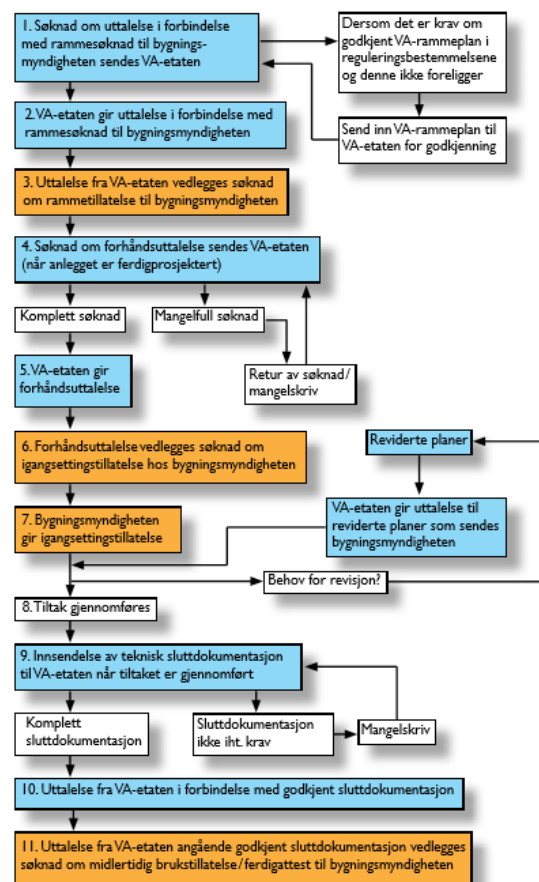 1. Søknad om uttalelse i forbindelse
med rammesøknad til bygnings-
myndigheten sendes VA-etaten
Dersom det er krav om
godkjent VA-rammeplan i
reguleringsbestemmelsene
og denne ikke foreligger
2. VA-etaten gir uttalelse i forbindelse med
rammesøknad til bygningsmyndigheten
Send inn VA-rammeplan til
VA-etaten for godkjenning
3. Uttalelse fra VA-etaten vedlegges søknad
om rammetillatelse til bygningsmyndigheten
4. Søknad om forhåndsuttalelse sendes VA-etaten
(når anlegget er ferdigprosjektert)
Komplett søknad
Mangelfull søknad
5. VA-etaten gir
forhåndsuttalelse
Retur av søknad/
mangelskriv
6. Forhåndsuttalelse vedlegges søknad om
igangsettingstillatelse hos bygningsmyndigheten
Reviderte planer
7. Bygningsmyndigheten
gir igangsettingstillatelse
VA-etaten gir uttalelse til
reviderte planer som sendes
bygningsmyndigheten
Behov for revisjon?
8. Tiltak gjennomføres
9. Innsendelse av teknisk sluttdokumentasjon
til VA-etaten når tiltaket er gjennomført
Komplett
sluttdokumentasjon
Sluttdokumentasjon
ikke iht. krav
Mangelskriv
10. Uttalelse fra VA-etaten i forbindelse med godkjent sluttdokumentasjon
11. Uttalelse fra VA-etaten angående godkjent sluttdokumentasjon vedlegges
søknad om midlertidig brukstillatelse/ferdigattest til bygningsmyndigheten